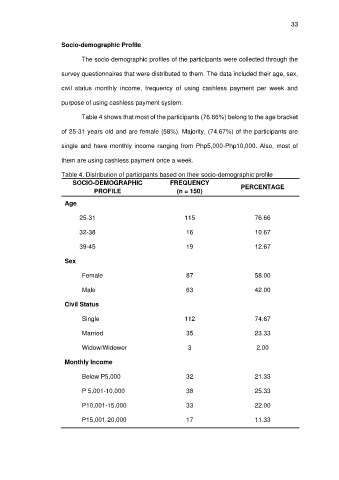 33
Socio-demographic Profile
The socio-demographic profiles of the participants were collected through the
survey questionnaires that were distributed to them. The data included their age, sex,
civil status monthly income, frequency of using cashless payment per week and
purpose of using cashless payment system.
Table 4 shows that most of the participants (76.66%) belong to the age bracket
of 25-31 years old and are female (58%). Majority, (74.67%) of the participants are
single and have monthly income ranging from Php5,000-Php10,000. Also, most of
them are using cashless payment once a week.
Table 4. Distribution of participants based on their socio-demographic profile
SOCIO-DEMOGRAPHIC PROFILE FREQUENCY (n = 150) PERCENTAGE
Age
25-31 115 76.66
32-38 16 10.67
39-45 19 12.67
Sex
Female 87 58.00
Male 63 42.00
Civil Status
Single 112 74.67
Married 35 23.33
Widow/Widower 3 2.00
Monthly Income
Below P5,000 32 21.33
P 5,001-10,000 38 25.33
P10,001-15,000 33 22.00
P15,001-20,000 17 11.33